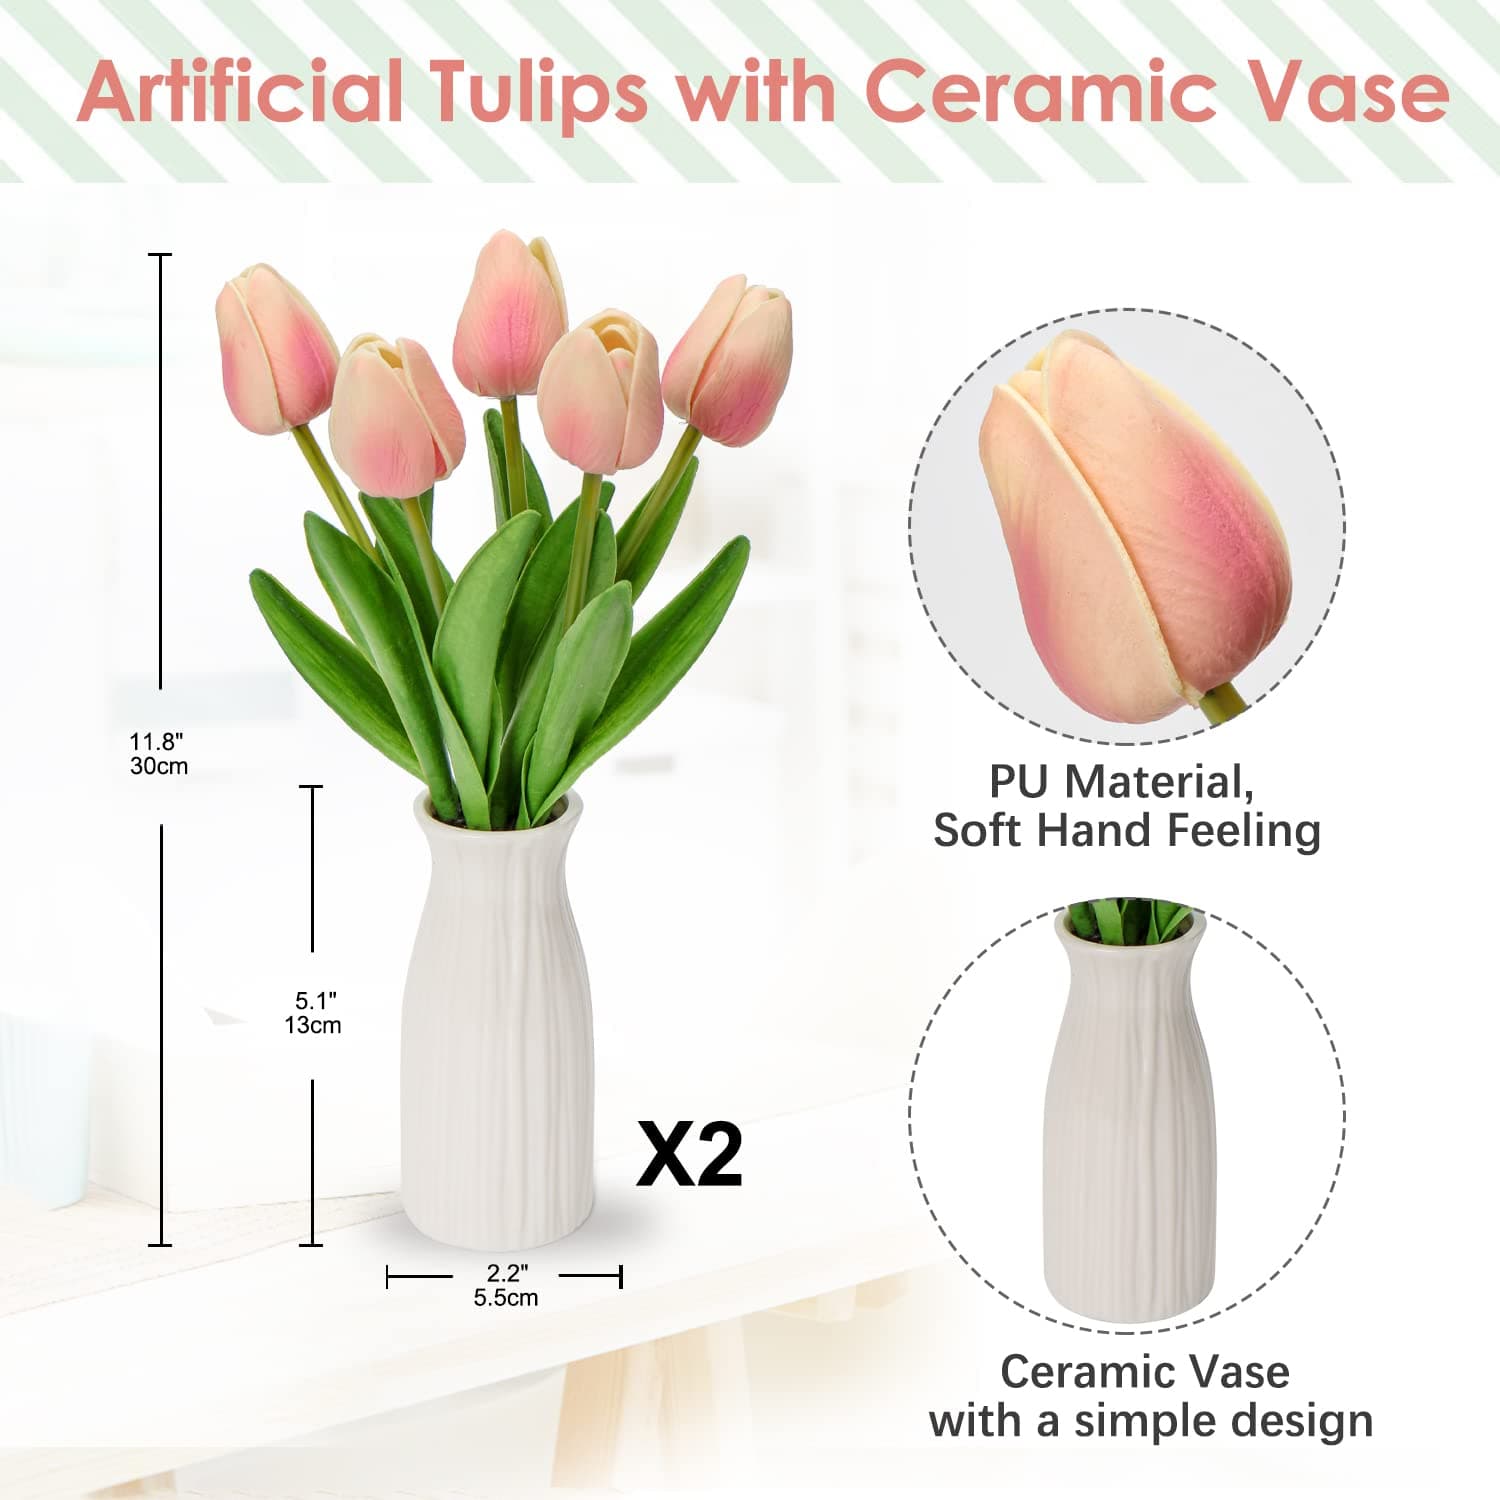 Artificial Tulips with Ceramic Vase
11.8"
30cm
5.1"
13cm
X2
2.2"
5.5cm
PU Material,
Soft Hand Feeling
Ceramic Vase
with a simple design